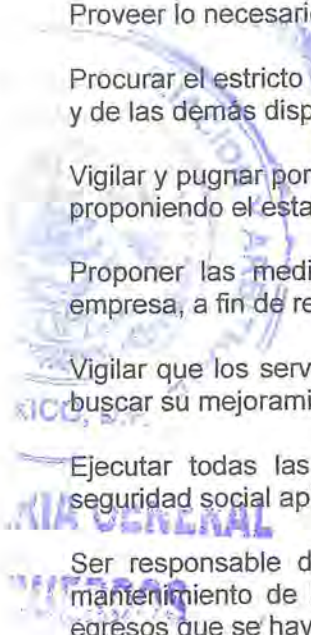 Proveer lo necesari
Procurar el estricto
y de las demás disp
Vigilar y pugnar por
proponiendo el esta
Proponer las medi
empresa, a fin de re
Vigilar que los serv
buscar su mejorami
Ejecutar todas las
seguridad social ap
Ser responsable d
mantenimiento de
egresos que se hay